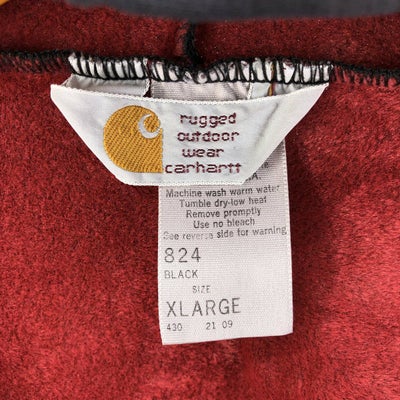 rugged
outdoor
wear
carhartt
A:
Machine wash warm water
Tumble dry-low heat
Remove promptly
Use no bleach
See reverse side for warning
824
BLACK
SIZE
XLARGE
430 21 09